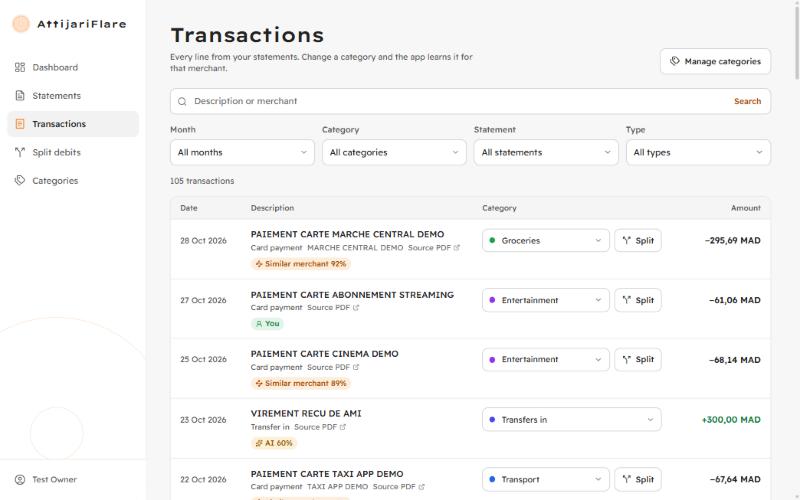 AttijariFlare
Dashboard
Statements
Transactions
Split debits
Categories
Test Owner
Transactions
Every line from your statements. Change a category and the app learns it for
that merchant.
Manage categories
Description or merchant
Search
Month
Category
Statement
Type
All months
All categories
All statements
All types
105 transactions
Date Description Category Amount
28 Oct 2026
PAIEMENT CARTE MARCHE CENTRAL DEMO
Card payment MARCHE CENTRAL DEMO Source PDF
Similar merchant 92%
Groceries
Split
−295,69 MAD
27 Oct 2026
PAIEMENT CARTE ABONNEMENT STREAMING
Card payment Source PDF
You
Entertainment
Split
−61,06 MAD
25 Oct 2026
PAIEMENT CARTE CINEMA DEMO
Card payment Source PDF
Similar merchant 89%
Entertainment
Split
−68,14 MAD
23 Oct 2026
VIREMENT RECU DE AMI
Transfer in Source PDF
AI 60%
Transfers in
+300,00 MAD
22 Oct 2026
PAIEMENT CARTE TAXI APP DEMO
Card payment TAXI APP DEMO Source PDF
Transport
Split
−67,64 MAD